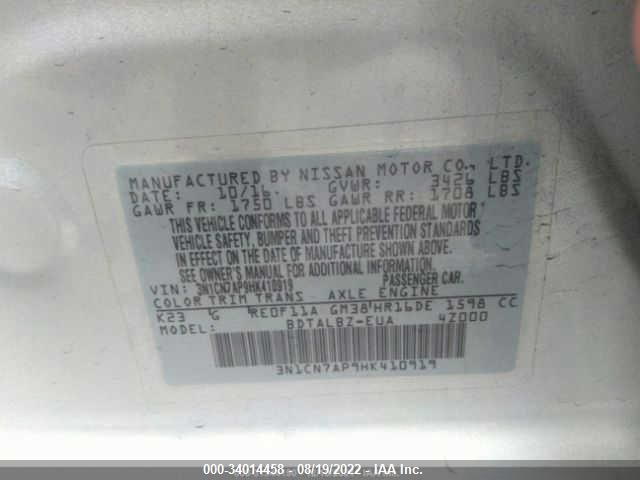 MANUFACTURED BY NISSAN MOTOR CO., LTD.
DATE: 10/16 GVWR: 3426 LBS
GAWR FR: 1750 LBS GAWR RR: 1708 LBS
THIS VEHICLE CONFORMS TO ALL APPLICABLE FEDERAL MOTOR
VEHICLE SAFETY, BUMPER AND THEFT PREVENTION STANDARDS
IN EFFECT ON THE DATE OF MANUFACTURE SHOWN ABOVE.
SEE OWNER'S MANUAL FOR ADDITIONAL INFORMATION
VIN: 3N1CN7AP9HK410919 PASSENGER CAR.
COLOR TRIM TRANS AXLE ENGINE
K23 G RE0F11A GM38 HR16DE 1598 CC
MODEL: BDTALBZ-EUA 4Z000
3N1CN7AP9HK410919
000-34014458 - 08/19/2022 - IAA Inc.